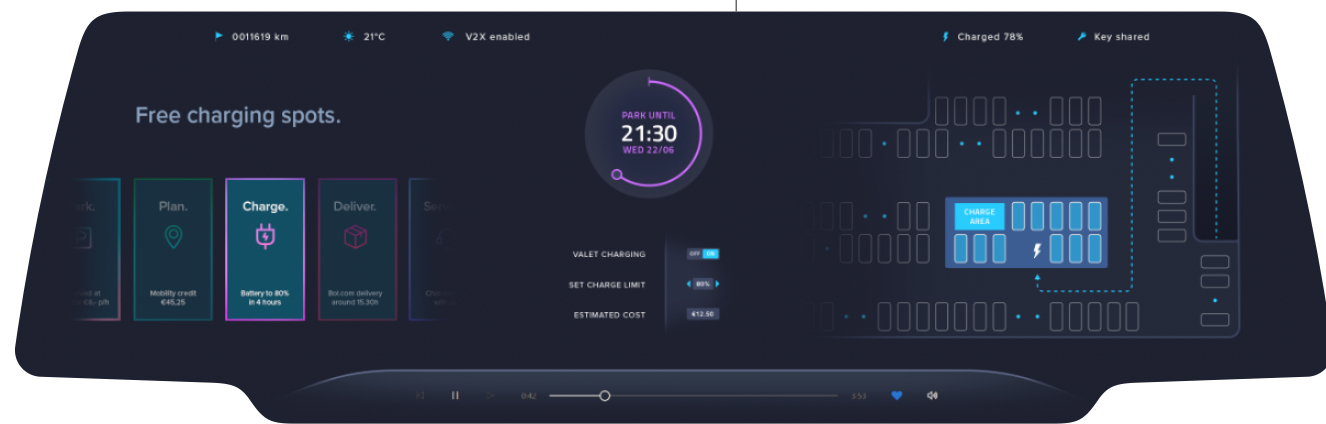 0011619 km
21°C
V2X enabled
Charged 78%
Key shared
Free charging spots.
PARK UNTIL
21:30
WED 22/06
Plan.
Mobility credit
€45,25
Charge.
Battery to 80%
in 4 hours
Deliver.
Bol.com delivery
around 15.30h
CHARGE
AREA
VALET CHARGING
OFF ON
SET CHARGE LIMIT
80%
ESTIMATED COST
€12.50
0:42
3:53